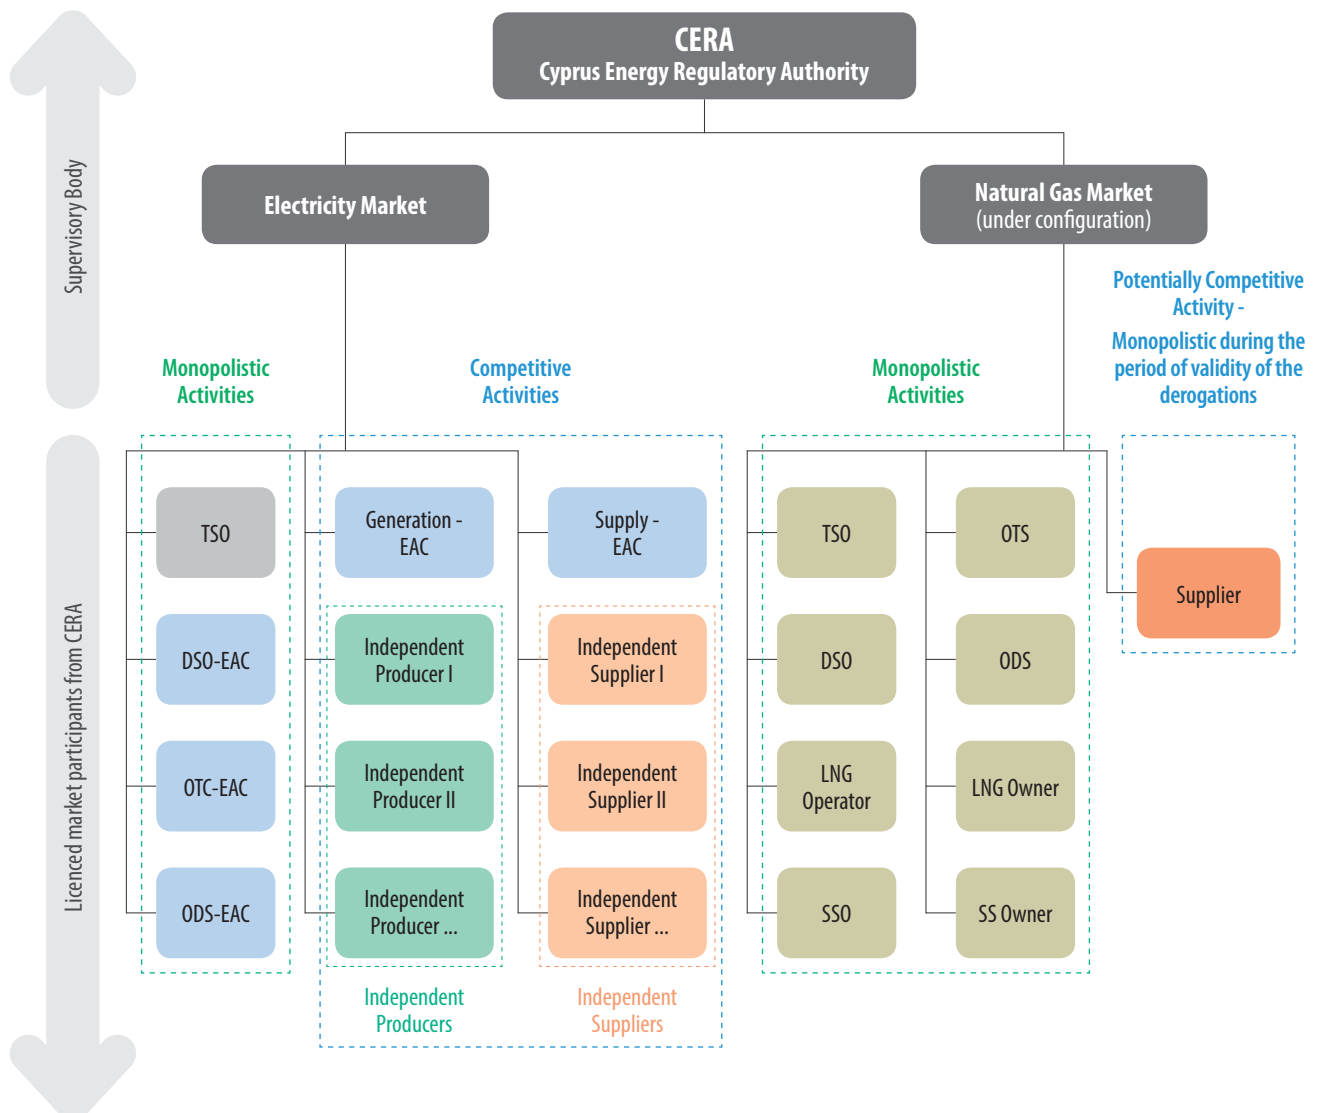 CERA
Cyprus Energy Regulatory Authority
Supervisory Body
Electricity Market
Natural Gas Market
(under configuration)
Potentially Competitive
Activity -
Monopolistic during the
period of validity of the
derogations
Monopolistic
Activities
Competitive
Activities
Monopolistic
Activities
Licenced market participants from CERA
TSO
Generation -
EAC
Supply -
EAC
TSO
OTS
Supplier
DSO-EAC
Independent
Producer I
Independent
Supplier I
DSO
ODS
OTC-EAC
Independent
Producer II
Independent
Supplier II
LNG
Operator
LNG Owner
ODS-EAC
Independent
Producer ...
Independent
Supplier ...
SSO
SS Owner
Independent
Producers
Independent
Suppliers